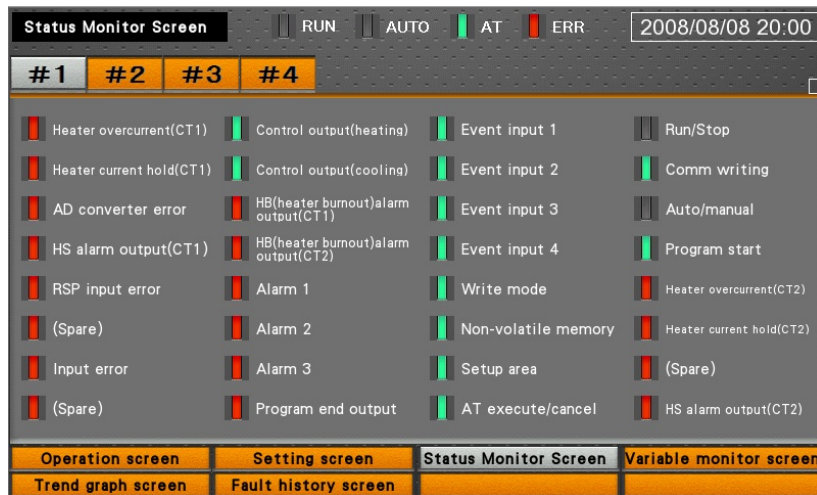 Status Monitor Screen RUN AUTO AT ERR 2008/08/08 20:00
#1 #2 #3 #4
Heater overcurrent(CT1) Control output(heating) Event input 1 Run/Stop
Heater current hold(CT1) Control output(cooling) Event input 2 Comm writing
AD converter error HB(heater burnout)alarm output(CT1) Event input 3 Auto/manual
HS alarm output(CT1) HB(heater burnout)alarm output(CT2) Event input 4 Program start
RSP input error Alarm 1 Write mode Heater overcurrent(CT2)
(Spare) Alarm 2 Non-volatile memory Heater current hold(CT2)
Input error Alarm 3 Setup area (Spare)
(Spare) Program end output AT execute/cancel HS alarm output(CT2)
Operation screen Setting screen Status Monitor Screen Variable monitor screen
Trend graph screen Fault history screen